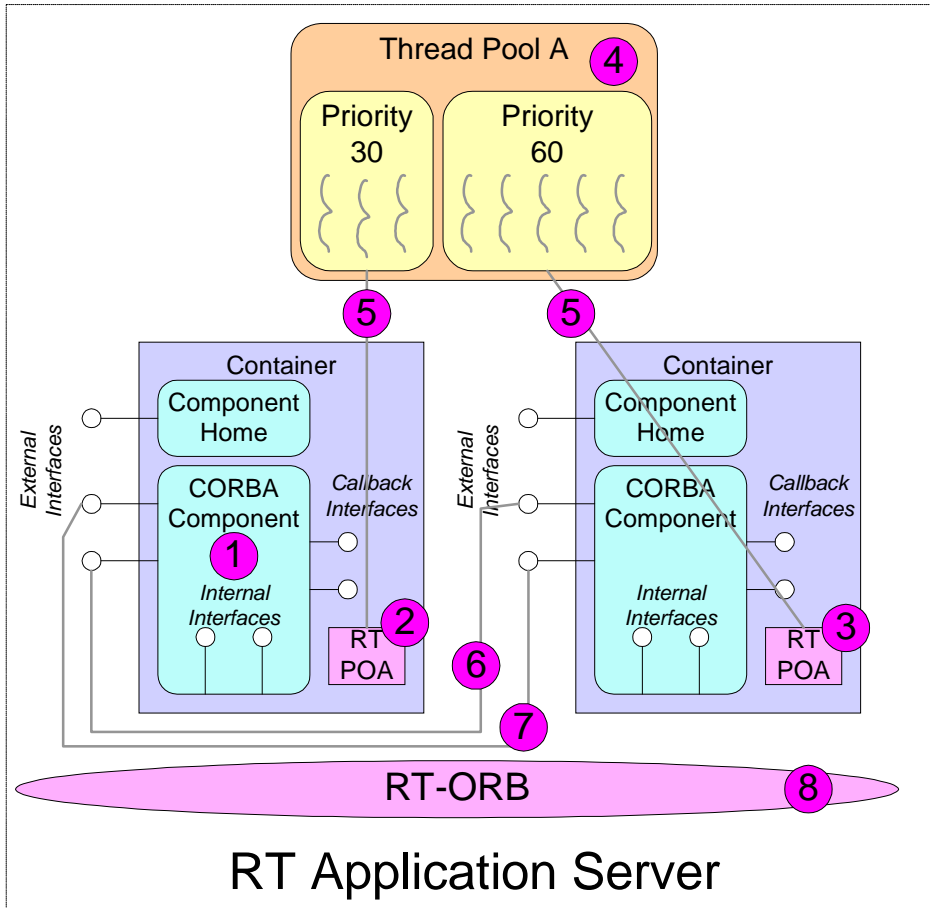 Thread Pool A
4
Priority
30
Priority
60
5
5
Container
Component
Home
External
Interfaces
CORBA
Component
1
Callback
Interfaces
Internal
Interfaces
2
RT
POA
Container
Component
Home
External
Interfaces
CORBA
Component
Callback
Interfaces
Internal
Interfaces
3
RT
POA
6
7
RT-ORB
8
RT Application Server